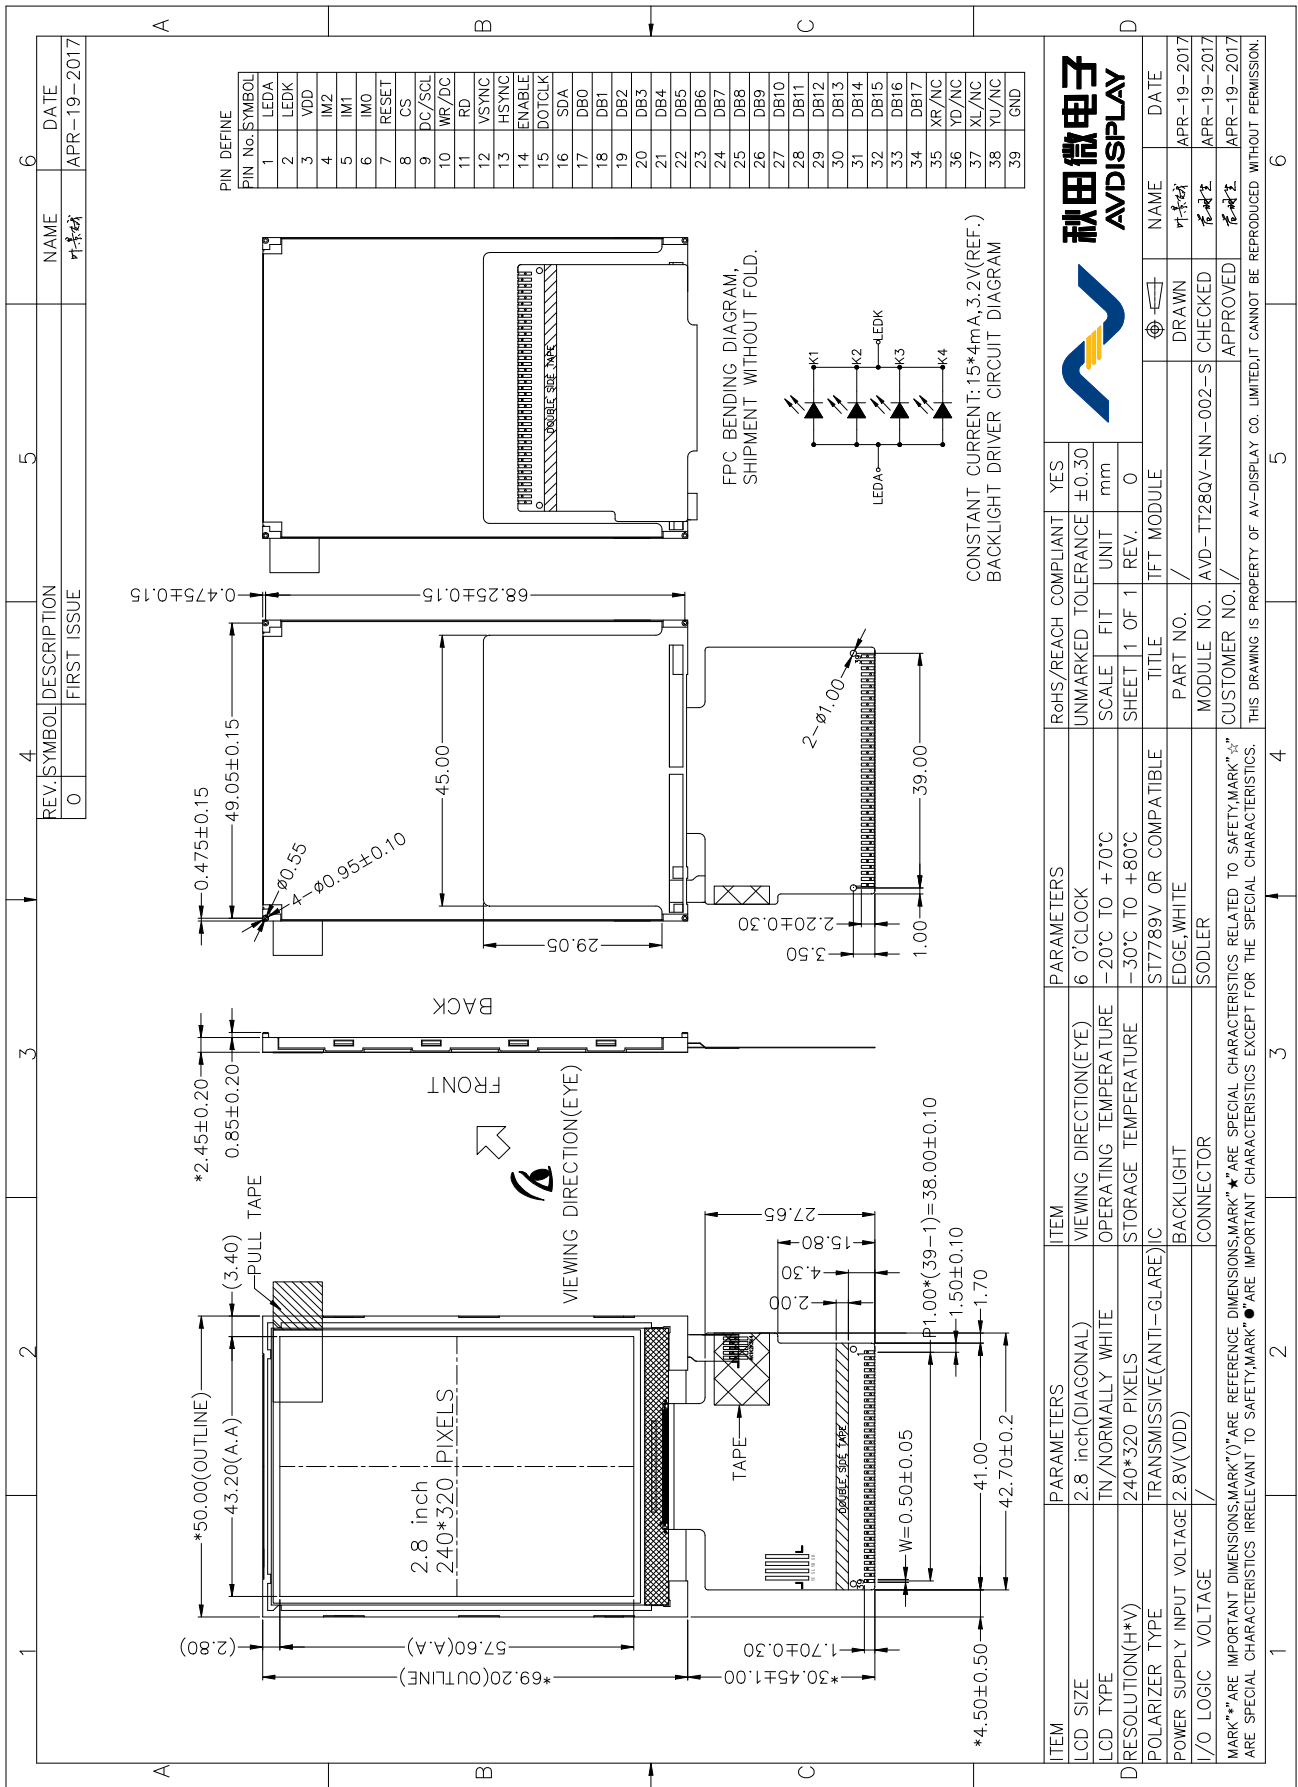 1 2 3 4 5 6
A
B
C
D
A
B
C
D
1 2 3 4 5 6
REV. SYMBOL DESCRIPTION NAME DATE
0 FIRST ISSUE APR-19-2017
*50.00(OUTLINE)
43.20(A.A)
(3.40)
PULL TAPE
(2.80)
57.60(A.A)
*69.20(OUTLINE)
2.8 inch
240*320 PIXELS
*30.45±1.00
1.70±0.30
*4.50±0.50
TAPE
DOUBLE SIDE TAPE
39
1
2.00
4.30
15.80
27.65
W=0.50±0.05
P1.00*(39-1)=38.00±0.10
1.50±0.10
41.00
1.70
42.70±0.2
*2.45±0.20
0.85±0.20
FRONT
BACK
VIEWING DIRECTION(EYE)
0.475±0.15
49.05±0.15
0.475±0.15
ø0.55
4-ø0.95±0.10
68.25±0.15
45.00
29.05
2.20±0.30
3.50
1.00
39.00
2-ø1.00
39
DOUBLE SIDE TAPE
FPC BENDING DIAGRAM,
SHIPMENT WITHOUT FOLD.
LEDA
LEDK
K1
K2
K3
K4
CONSTANT CURRENT:15*4mA,3.2V(REF.)
BACKLIGHT DRIVER CIRCUIT DIAGRAM
PIN DEFINE
PIN No. SYMBOL
1 LEDA
2 LEDK
3 VDD
4 IM2
5 IM1
6 IM0
7 RESET
8 CS
9 DC/SCL
10 WR/DC
11 RD
12 VSYNC
13 HSYNC
14 ENABLE
15 DOTCLK
16 SDA
17 DB0
18 DB1
19 DB2
20 DB3
21 DB4
22 DB5
23 DB6
24 DB7
25 DB8
26 DB9
27 DB10
28 DB11
29 DB12
30 DB13
31 DB14
32 DB15
33 DB16
34 DB17
35 XR/NC
36 YD/NC
37 XL/NC
38 YU/NC
39 GND
ITEM PARAMETERS ITEM PARAMETERS
LCD SIZE 2.8 inch(DIAGONAL) VIEWING DIRECTION(EYE) 6 O'CLOCK
LCD TYPE TN/NORMALLY WHITE OPERATING TEMPERATURE -20℃ TO +70℃
RESOLUTION(H*V) 240*320 PIXELS STORAGE TEMPERATURE -30℃ TO +80℃
POLARIZER TYPE TRANSMISSIVE(ANTI-GLARE) IC ST7789V OR COMPATIBLE
POWER SUPPLY INPUT VOLTAGE 2.8V(VDD) BACKLIGHT EDGE,WHITE
I/O LOGIC VOLTAGE / CONNECTOR SODLER
MARK"*"ARE IMPORTANT DIMENSIONS,MARK"()"ARE REFERENCE DIMENSIONS,MARK"★"ARE SPECIAL CHARACTERISTICS RELATED TO SAFETY,MARK"☆"
ARE SPECIAL CHARACTERISTICS IRRELEVANT TO SAFETY,MARK"●"ARE IMPORTANT CHARACTERISTICS EXCEPT FOR THE SPECIAL CHARACTERISTICS.
RoHS/REACH COMPLIANT YES
UNMARKED TOLERANCE ±0.30
SCALE FIT UNIT mm
SHEET 1 OF 1 REV. 0
TITLE TFT MODULE
PART NO. /
MODULE NO. AVD-TT28QV-NN-002-S
CUSTOMER NO. /
秋田微电子
AVDISPLAY
NAME DATE
DRAWN APR-19-2017
CHECKED APR-19-2017
APPROVED APR-19-2017
THIS DRAWING IS PROPERTY OF AV-DISPLAY CO. LIMITED,IT CANNOT BE REPRODUCED WITHOUT PERMISSION.